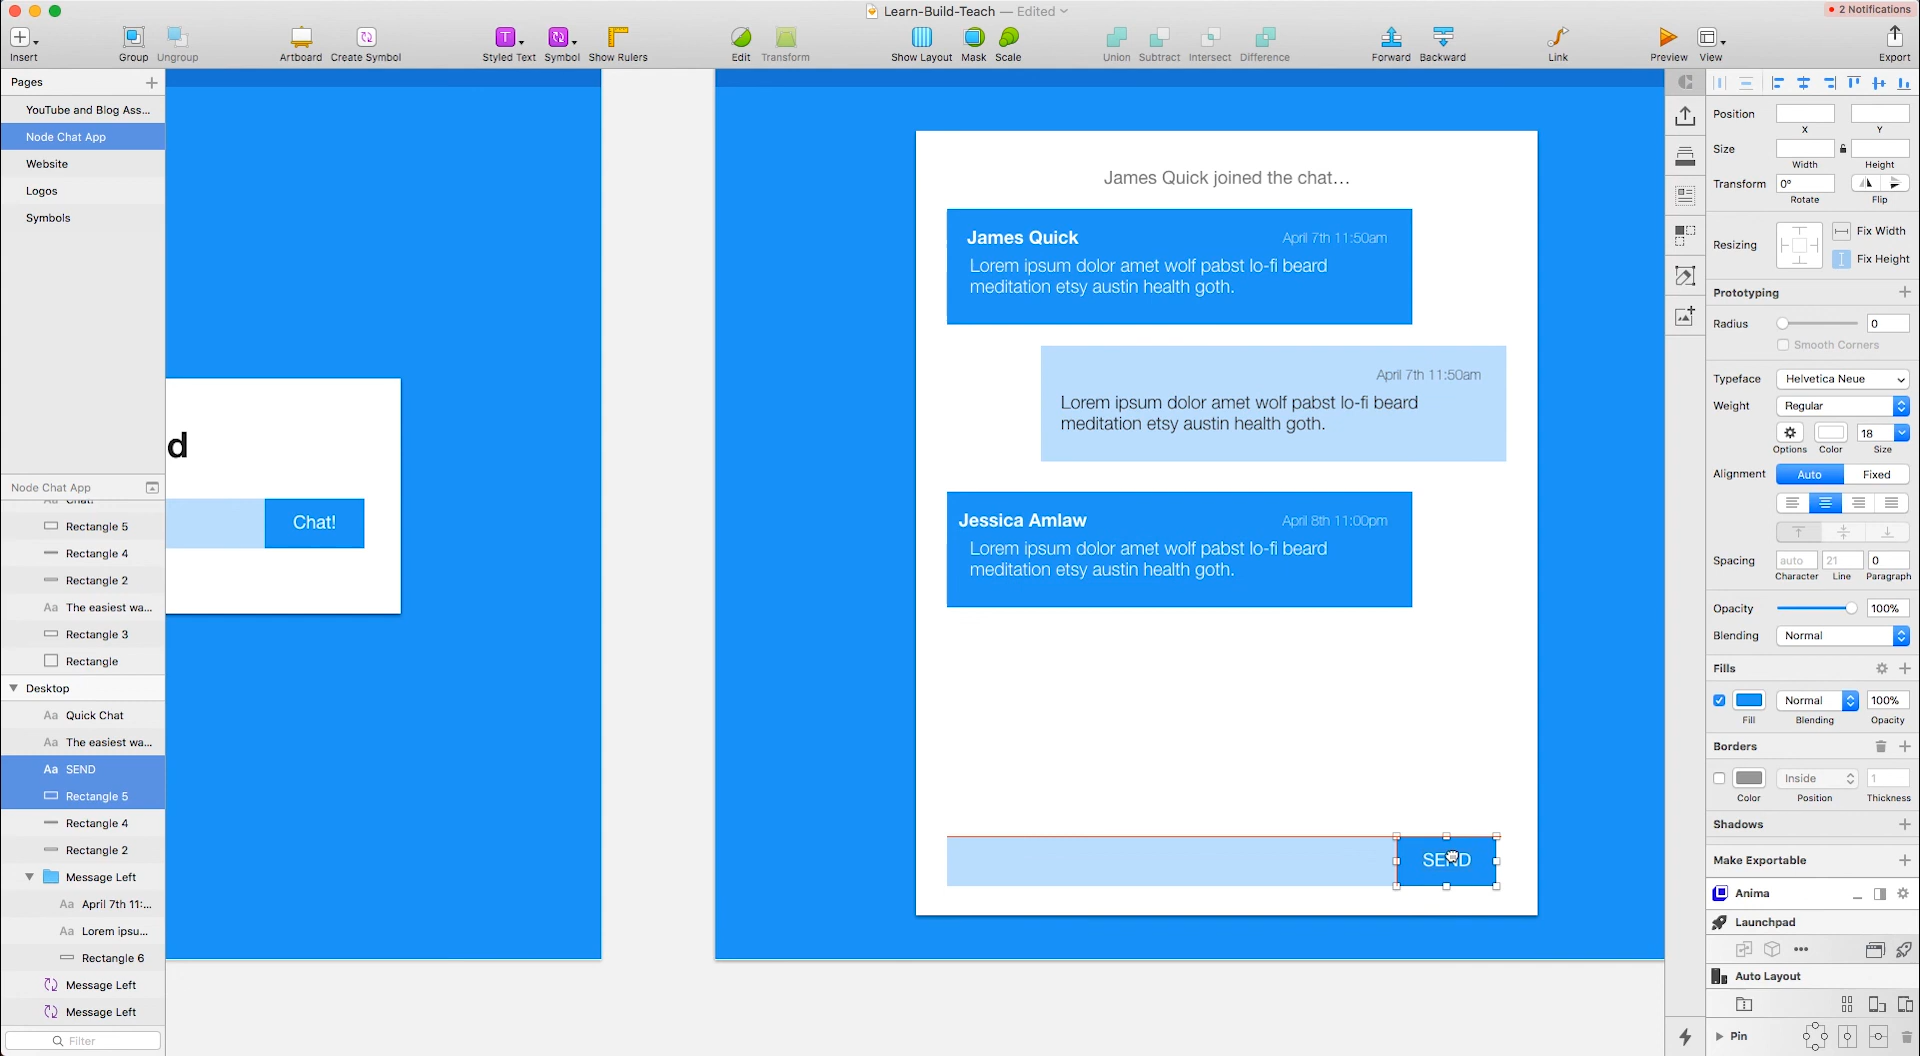 Learn-Build-Teach — Edited
2 Notifications
Insert
Group
Ungroup
Artboard
Create Symbol
Styled Text
Symbol
Show Rulers
Edit
Transform
Show Layout
Mask
Scale
Union
Subtract
Intersect
Difference
Forward
Backward
Link
Preview
View
Export
Pages
YouTube and Blog Ass...
Node Chat App
Website
Logos
Symbols
Node Chat App
Chat!
Rectangle 5
Rectangle 4
Rectangle 2
Aa The easiest wa...
Rectangle 3
Rectangle
Desktop
Aa Quick Chat
Aa The easiest wa...
Aa SEND
Rectangle 5
Rectangle 4
Rectangle 2
Message Left
Aa April 7th 11:...
Aa Lorem ipsu...
Rectangle 6
Message Left
Message Left
Filter
d
Chat!
James Quick joined the chat...
James Quick
April 7th 11:50am
Lorem ipsum dolor amet wolf pabst lo-fi beard
meditation etsy austin health goth.
April 7th 11:50am
Lorem ipsum dolor amet wolf pabst lo-fi beard
meditation etsy austin health goth.
Jessica Amlaw
April 8th 11:00pm
Lorem ipsum dolor amet wolf pabst lo-fi beard
meditation etsy austin health goth.
SEND
Position
X
Y
Size
Width
Height
Transform
0°
Rotate
Flip
Resizing
Fix Width
Fix Height
Prototyping
Radius
0
Smooth Corners
Typeface
Helvetica Neue
Weight
Regular
18
Options
Color
Size
Alignment
Auto
Fixed
Spacing
auto
21
0
Character
Line
Paragraph
Opacity
100%
Blending
Normal
Fills
Normal
100%
Fill
Blending
Opacity
Borders
Inside
1
Color
Position
Thickness
Shadows
Make Exportable
Anima
Launchpad
Auto Layout
Pin